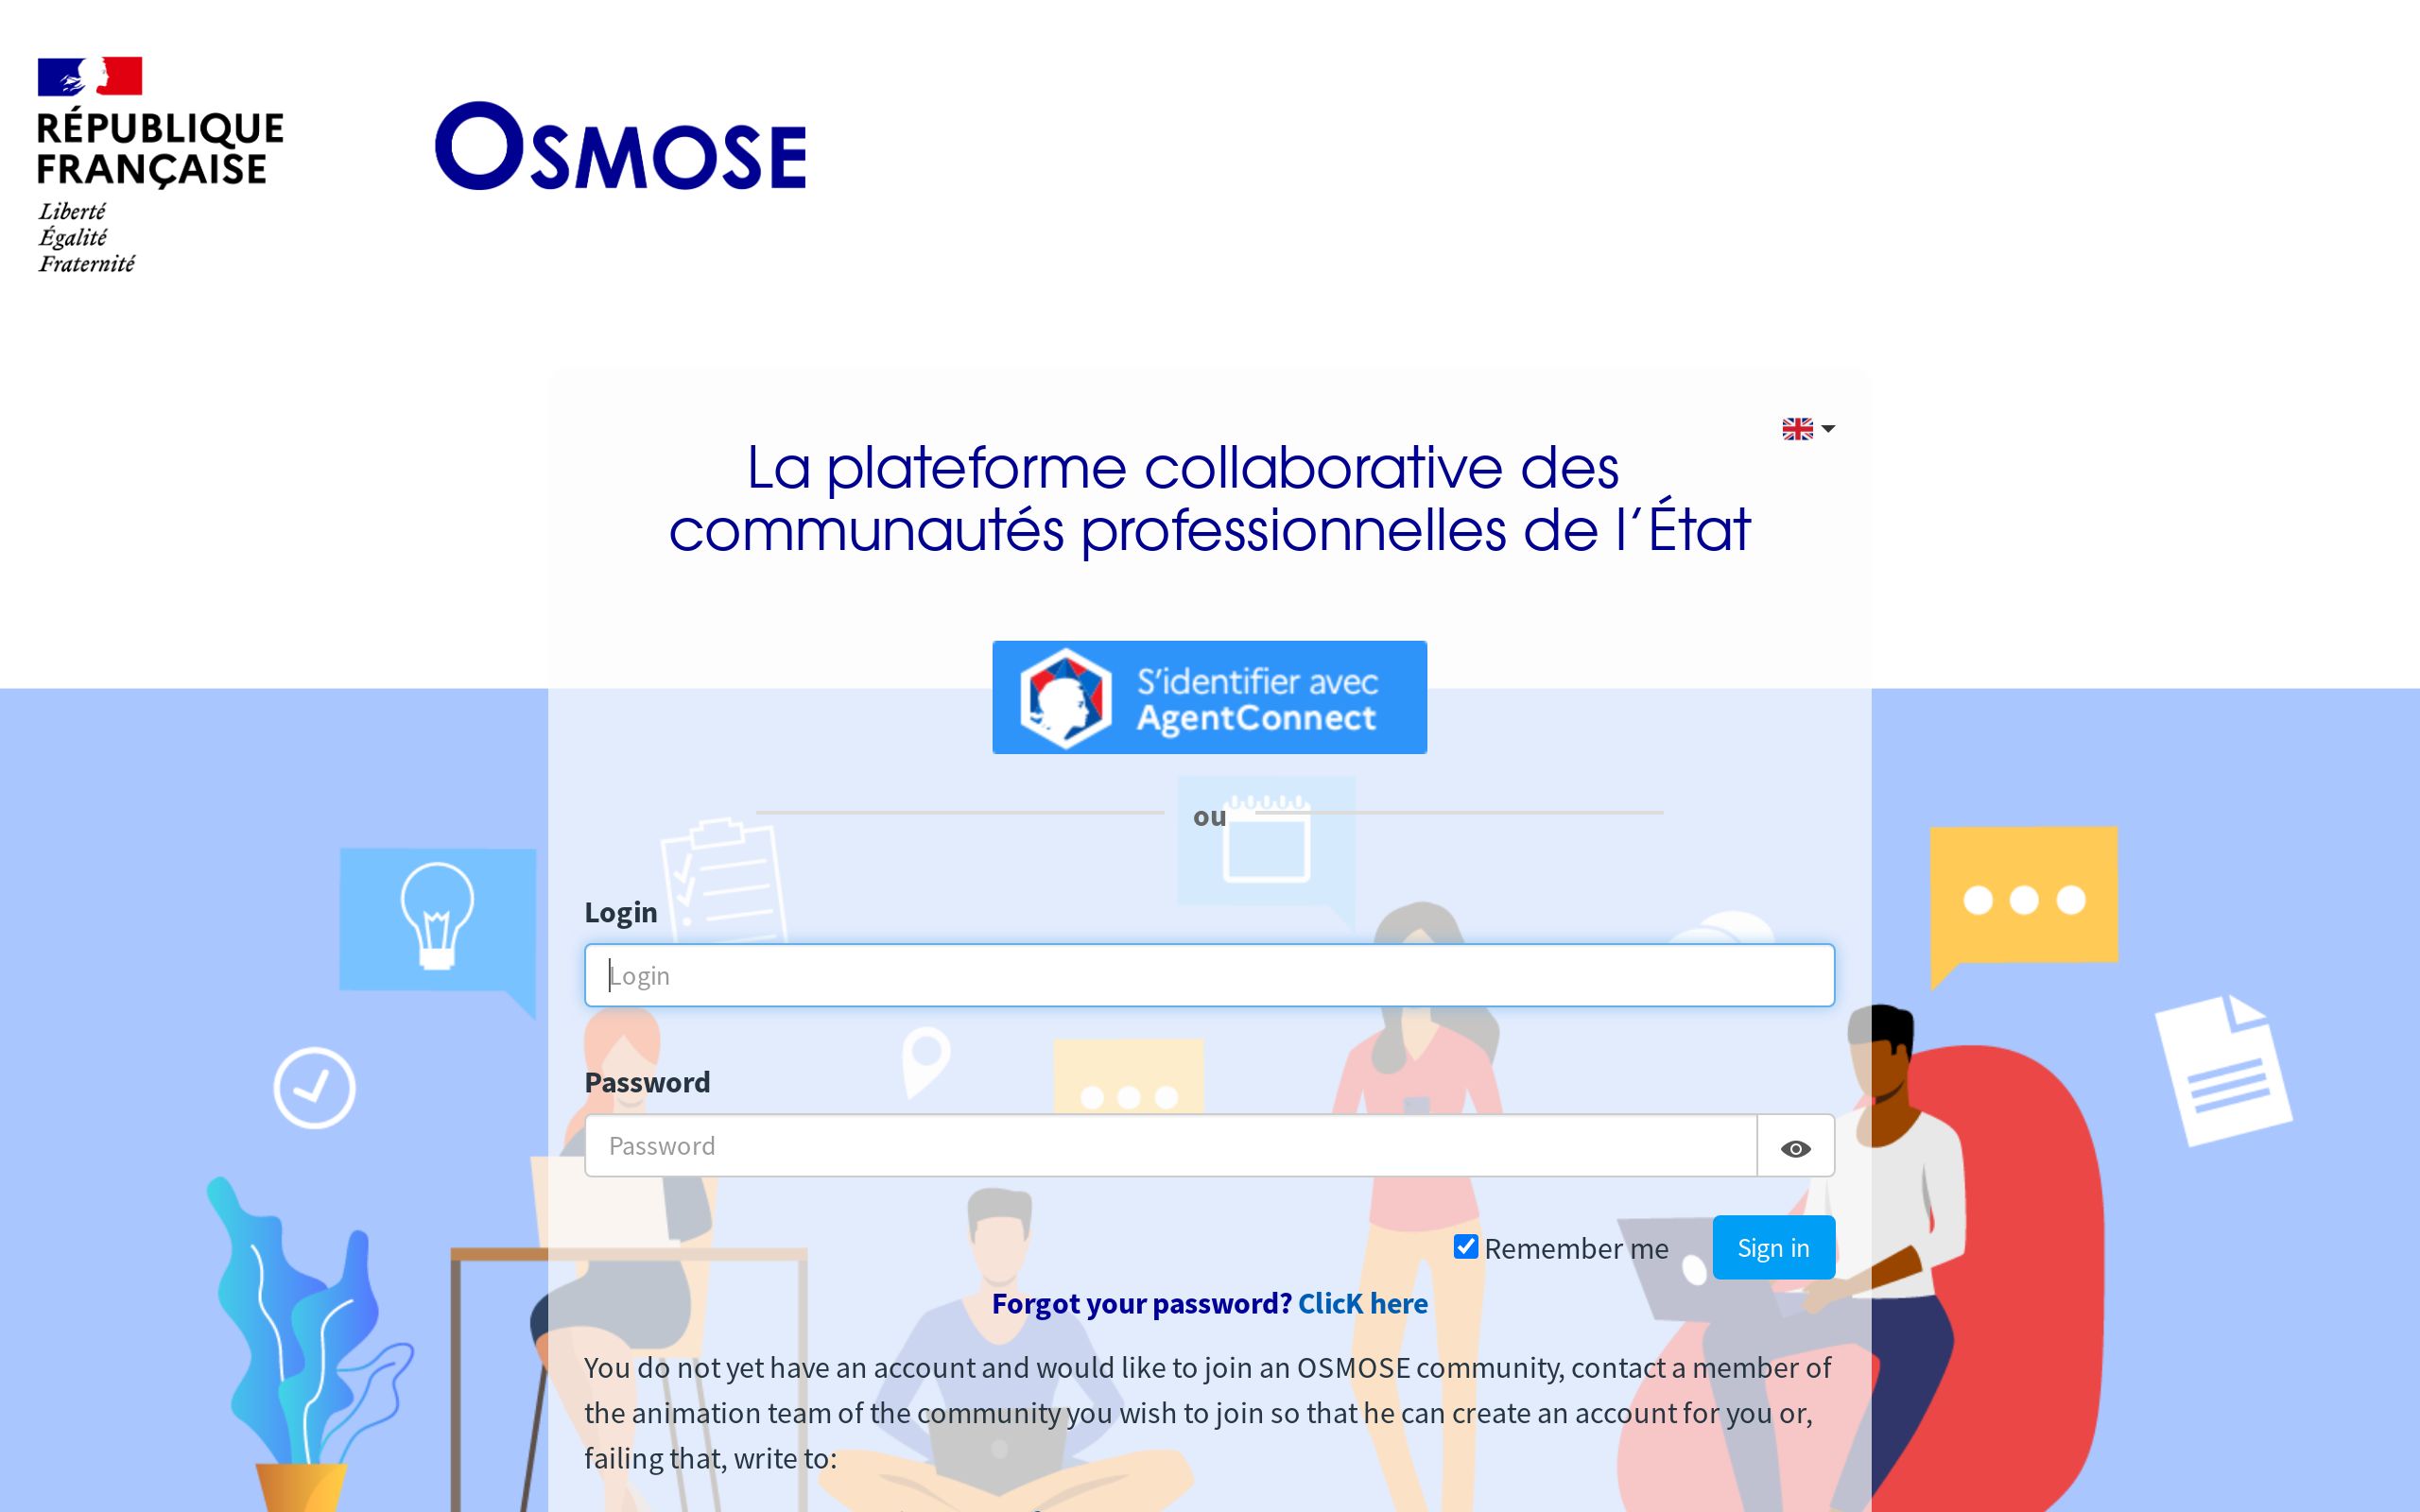 RÉPUBLIQUE
FRANÇAISE
Liberté
Égalité
Fraternité
OSMOSE
La plateforme collaborative des
communautés professionnelles de l’État
S’identifier avec
AgentConnect
ou
Login
Login
Password
Password
Remember me
Sign in
Forgot your password? ClicK here
You do not yet have an account and would like to join an OSMOSE community, contact a member of
the animation team of the community you wish to join so that he can create an account for you or,
failing that, write to: